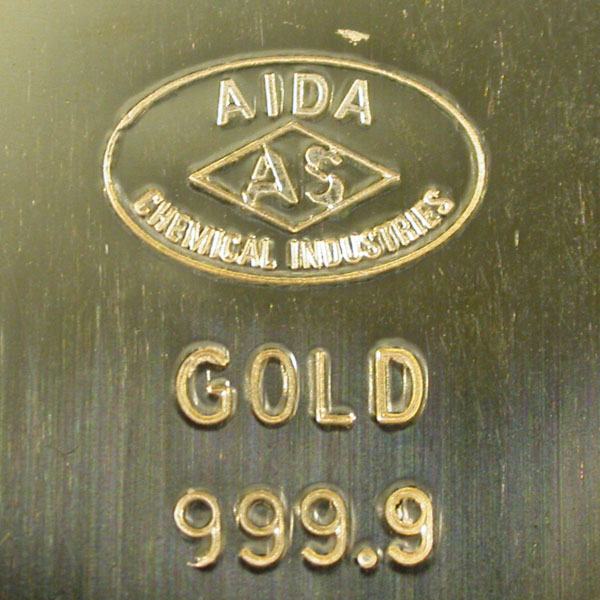 AIDA
AS
CHEMICAL INDUSTRIES
GOLD
999.9